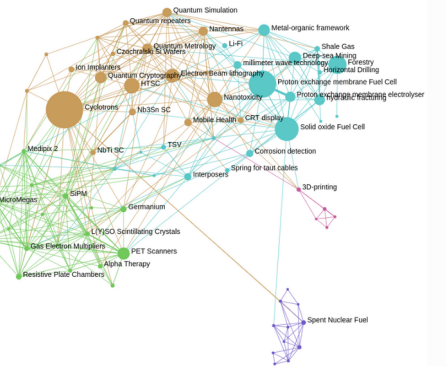 Quantum Simulation
Quantum repeaters
Nantennas
Metal-organic framework
Li-Fi
Quantum Metrology
Shale Gas
Czochralski Si Wafers
Deep-sea Mining
millimeter wave technology
Forestry
Ion Implanters
Horizontal Drilling
Quantum Cryptography
Electron Beam lithography
HTSC
Proton exchange membrane Fuel Cell
Nanotoxicity
Proton exchange membrane electrolyser
hydraulic fracturing
Cyclotrons
Nb3Sn SC
Mobile Health
CRT display
Solid oxide Fuel Cell
Medipix 2
TSV
NbTi SC
Corrosion detection
Interposers
Spring for taut cables
3D-printing
SiPM
MicroMegas
Germanium
L(Y)SO Scintillating Crystals
Gas Electron Multipliers
PET Scanners
Alpha Therapy
Resistive Plate Chambers
Spent Nuclear Fuel